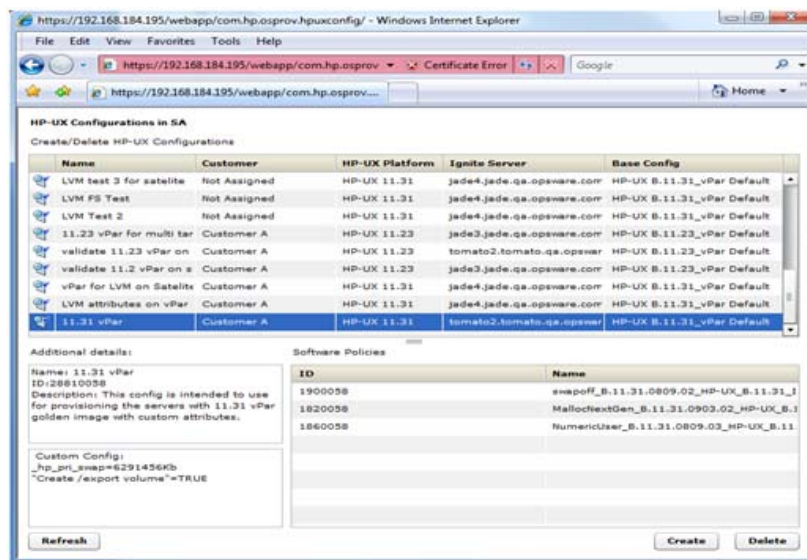 https://192.168.184.195/webapp/com.hp.osprov.hpuxconfig/ - Windows Internet Explorer
File Edit View Favorites Tools Help
https://192.168.184.195/webapp/com.hp.osprov Certificate Error Google
https://192.168.184.195/webapp/com.hp.osprov.... Home
HP-UX Configurations in SA
Create/Delete HP-UX Configurations
Name Customer HP-UX Platform Ignite Server Base Config
LVM test 3 for satelite Not Assigned HP-UX 11.31 jade4.jade.qa.opsware.com HP-UX B.11.31_vPar Default
LVM FS Test Not Assigned HP-UX 11.31 jade4.jade.qa.opsware.com HP-UX B.11.31_vPar Default
LVM Test 2 Not Assigned HP-UX 11.31 jade4.jade.qa.opsware.com HP-UX B.11.31_vPar Default
11.23 vPar for multi tar Customer A HP-UX 11.23 jade3.jade.qa.opsware.com HP-UX B.11.23_vPar Default
validate 11.23 vPar on Customer A HP-UX 11.23 tomato2.tomato.qa.opswar HP-UX B.11.23_vPar Default
validate 11.2 vPar on s Customer A HP-UX 11.23 jade3.jade.qa.opsware.com HP-UX B.11.23_vPar Default
vPar for LVM on Satelite Customer A HP-UX 11.31 jade4.jade.qa.opsware.com HP-UX B.11.31_vPar Default
LVM attributes on vPar Customer A HP-UX 11.31 jade4.jade.qa.opsware.com HP-UX B.11.31_vPar Default
11.31 vPar Customer A HP-UX 11.31 tomato2.tomato.qa.opswar HP-UX B.11.31_vPar Default
Additional details:
Name: 11.31 vPar
ID:28810058
Description: This config is intended to use
for provisioning the servers with 11.31 vPar
golden image with custom attributes.
Custom Config:
_hp_pri_swap=6291456Kb
"Create /export volume"=TRUE
Software Policies
ID Name
1900058 swapoff_B.11.31.0809.02_HP-UX_B.11.31_I
1820058 MallocNextGen_B.11.31.0903.02_HP-UX_B.1
1860058 NumericUser_B.11.31.0809.03_HP-UX_B.11.
Refresh Create Delete